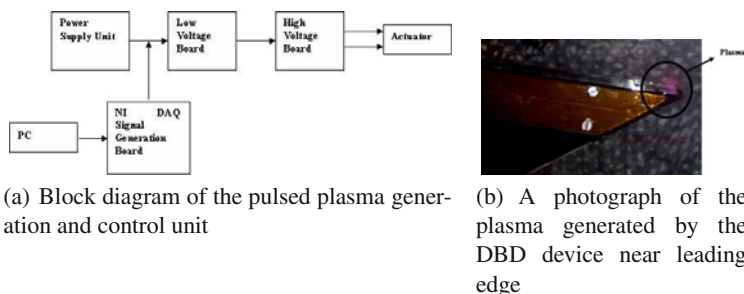 Power
Supply Unit
Low
Voltage
Board
High
Voltage
Board
Actuator
Plasma
PC
NI DAQ
Signal
Generation
Board
(a) Block diagram of the pulsed plasma gener-
ation and control unit
(b) A photograph of the
plasma generated by the
DBD device near leading
edge